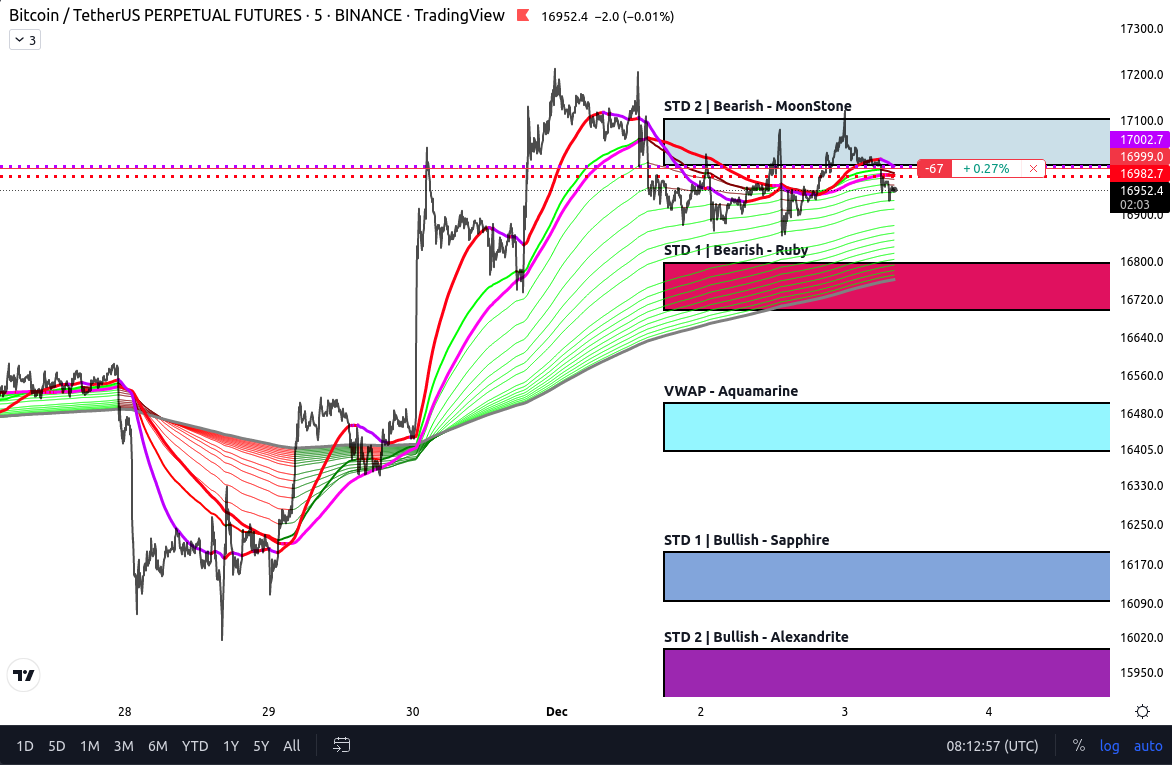 Bitcoin / TetherUS PERPETUAL FUTURES · 5 · BINANCE · TradingView 16952.4 −2.0 (−0.01%)
3
17300.0
17200.0
STD 2 | Bearish - MoonStone
17100.0
17002.7
16999.0
-67 + 0.27% ×
16982.7
16952.4
02:03
16900.0
STD 1 | Bearish - Ruby
16800.0
16720.0
16640.0
16560.0
VWAP - Aquamarine
16480.0
16405.0
16330.0
16250.0
STD 1 | Bullish - Sapphire
16170.0
16090.0
STD 2 | Bullish - Alexandrite
16020.0
15950.0
28 29 30 Dec 2 3 4
1D 5D 1M 3M 6M YTD 1Y 5Y All 08:12:57 (UTC) % log auto